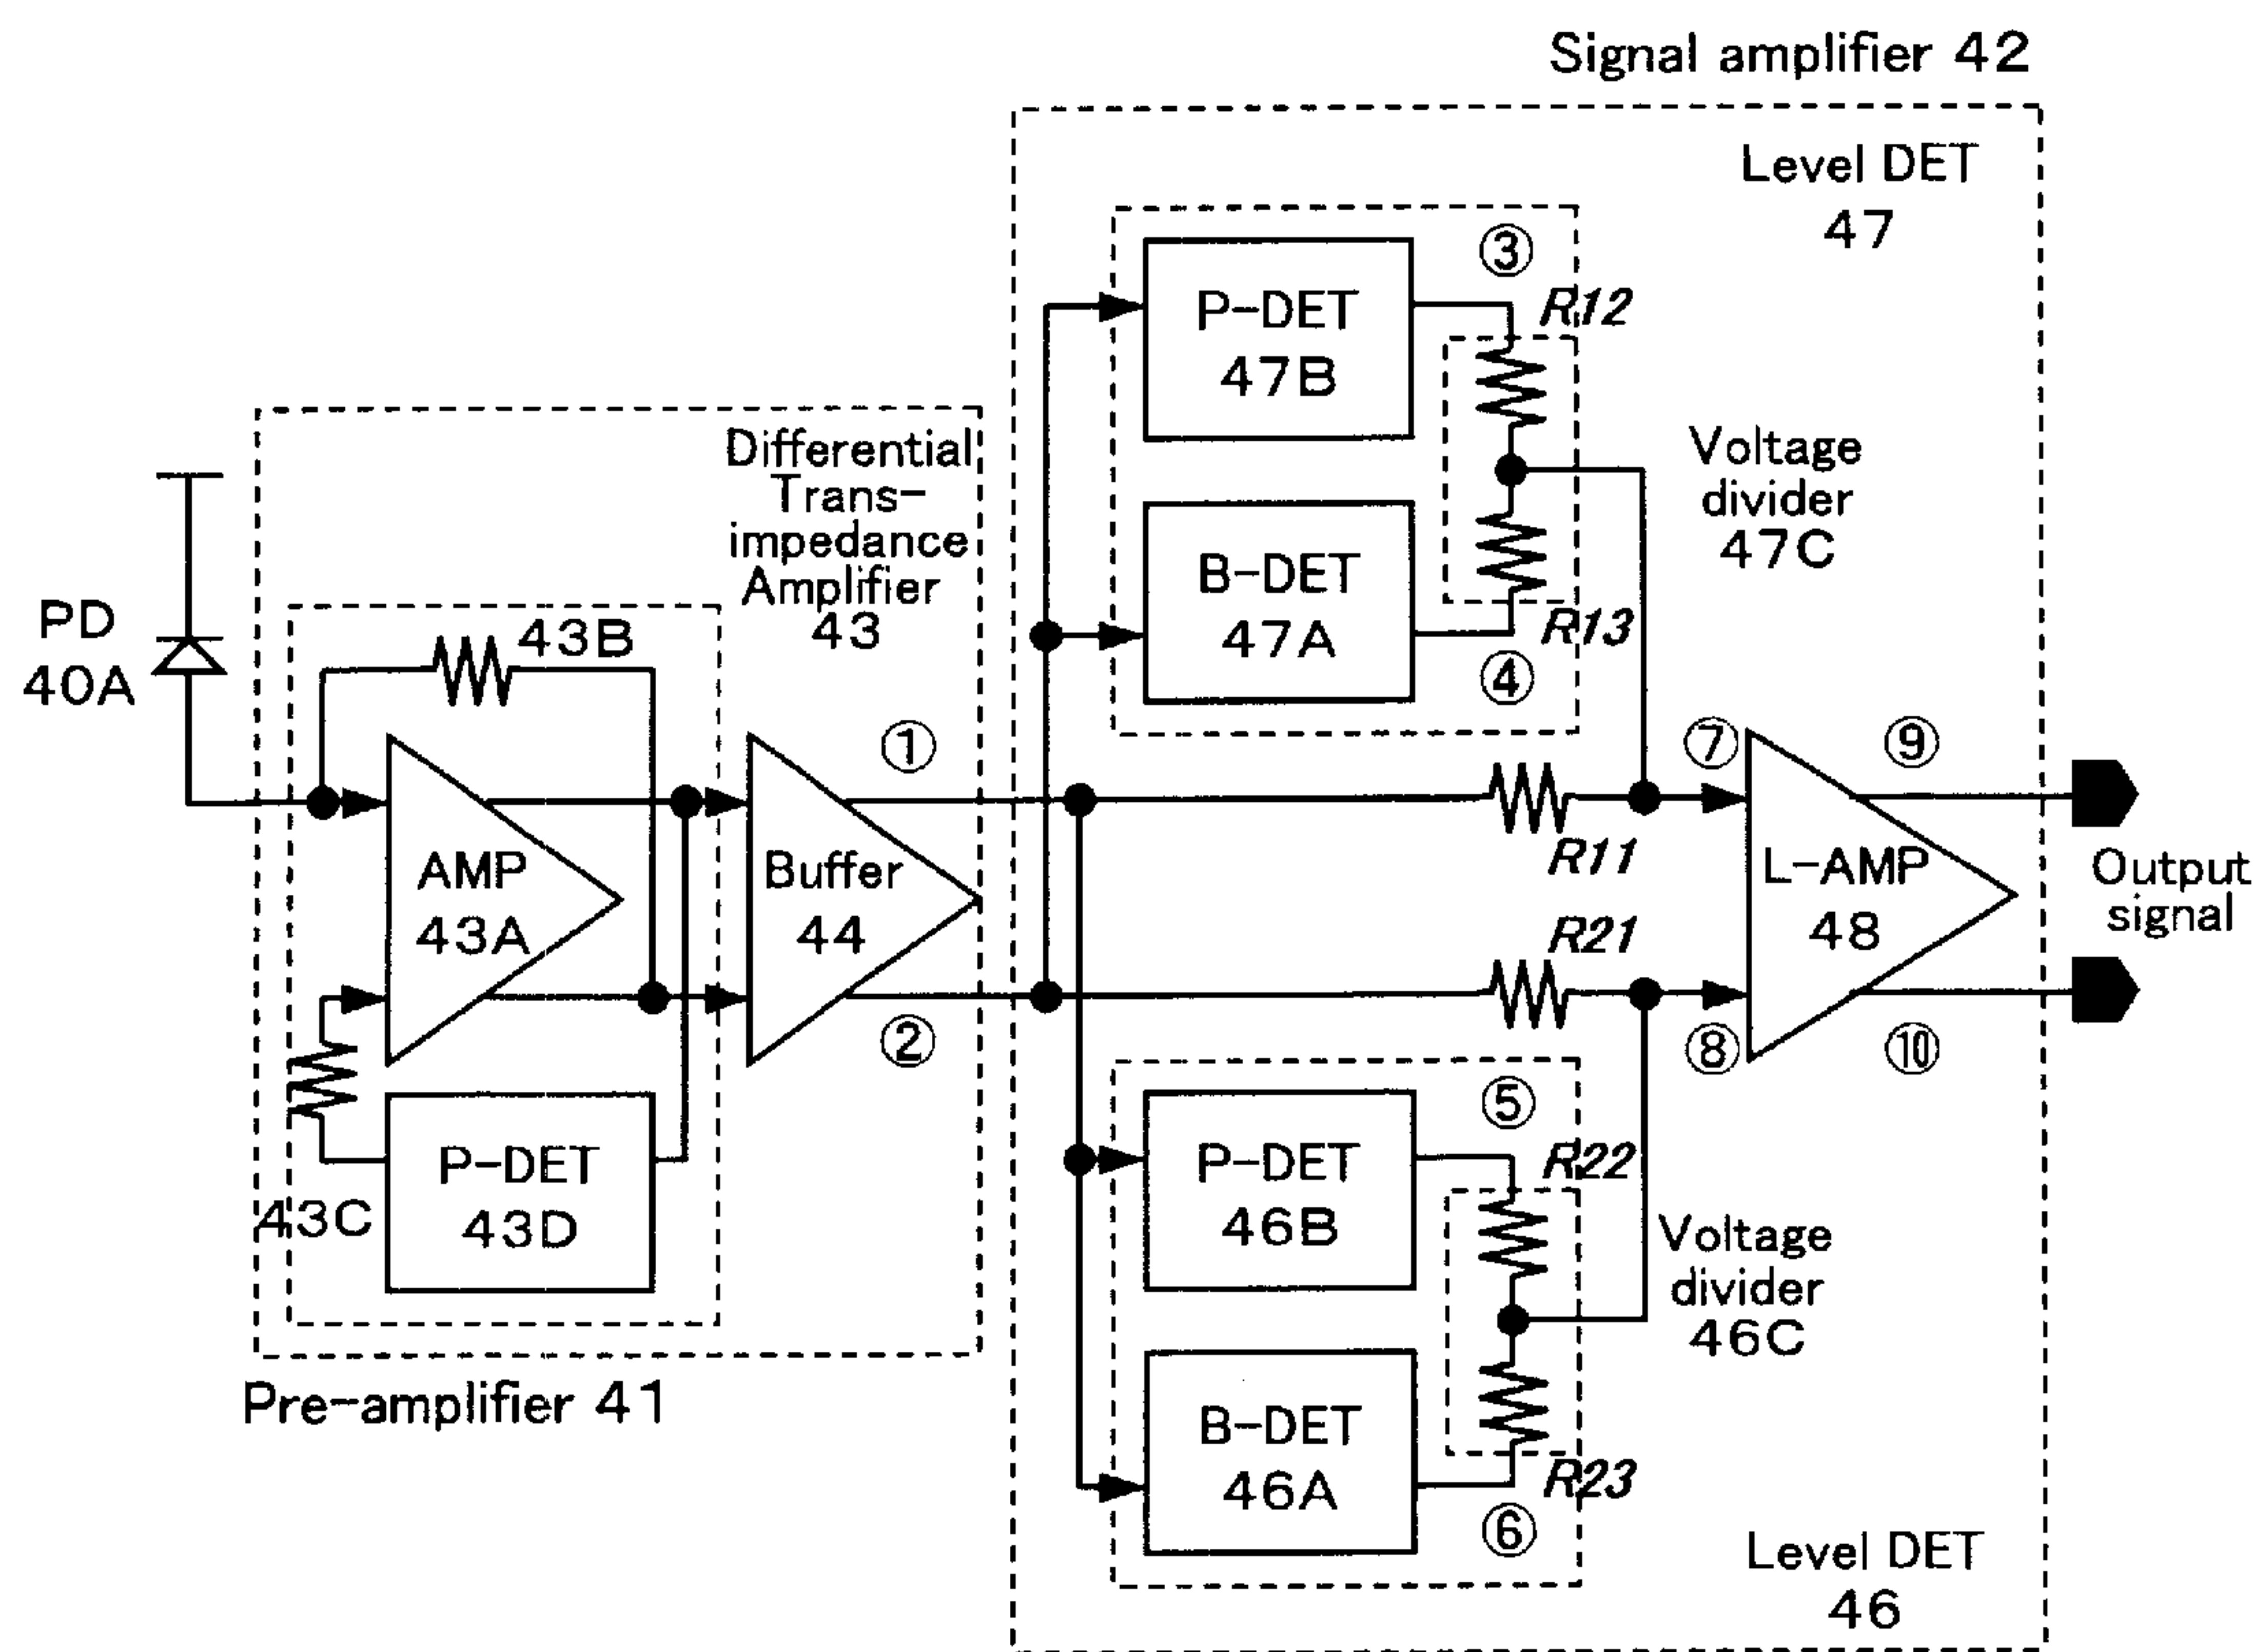 Signal amplifier 42
Level DET
47
③
P-DET
47B
R12
Voltage
divider
47C
B-DET
47A
R13
④
Differential
Trans-
impedance
Amplifier
43
PD
40A
43B
AMP
43A
Buffer
44
①
②
43C
P-DET
43D
Pre-amplifier 41
R11
R21
⑦
⑧
L-AMP
48
⑨
⑩
Output
signal
⑤
P-DET
46B
R22
Voltage
divider
46C
B-DET
46A
R23
⑥
Level DET
46